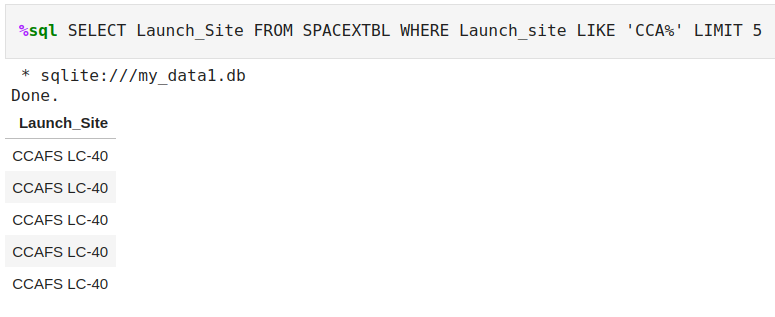 %sql SELECT Launch_Site FROM SPACEXTBL WHERE Launch_site LIKE 'CCA%' LIMIT 5
* sqlite:///my_data1.db
Done.
Launch_Site
CCAFS LC-40
CCAFS LC-40
CCAFS LC-40
CCAFS LC-40
CCAFS LC-40